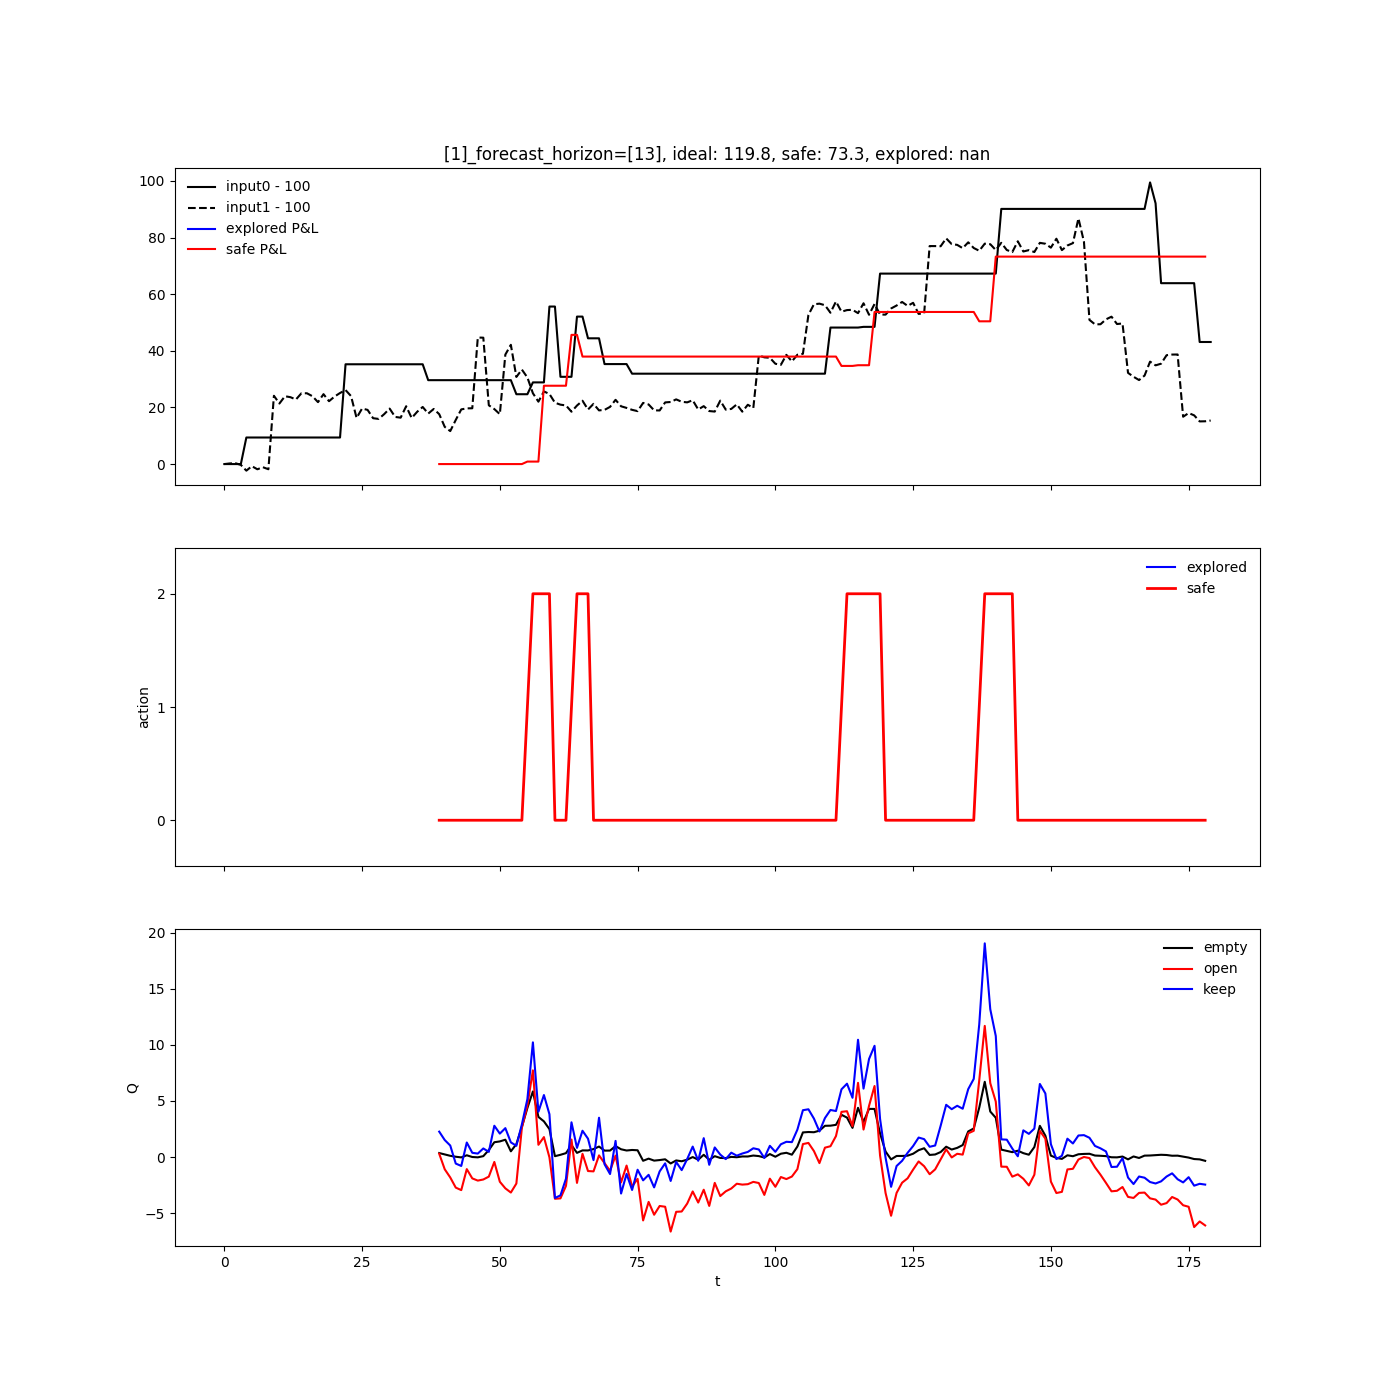 [1]_forecast_horizon=[13], ideal: 119.8, safe: 73.3, explored: nan
100
80
60
40
20
0
input0 - 100
input1 - 100
explored P&L
safe P&L
action
2
1
0
explored
safe
Q
20
15
10
5
0
−5
empty
open
keep
0 25 50 75 100 125 150 175
t